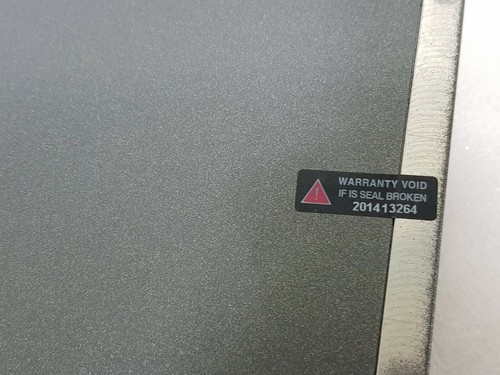 WARRANTY VOID
IF IS SEAL BROKEN
201413264